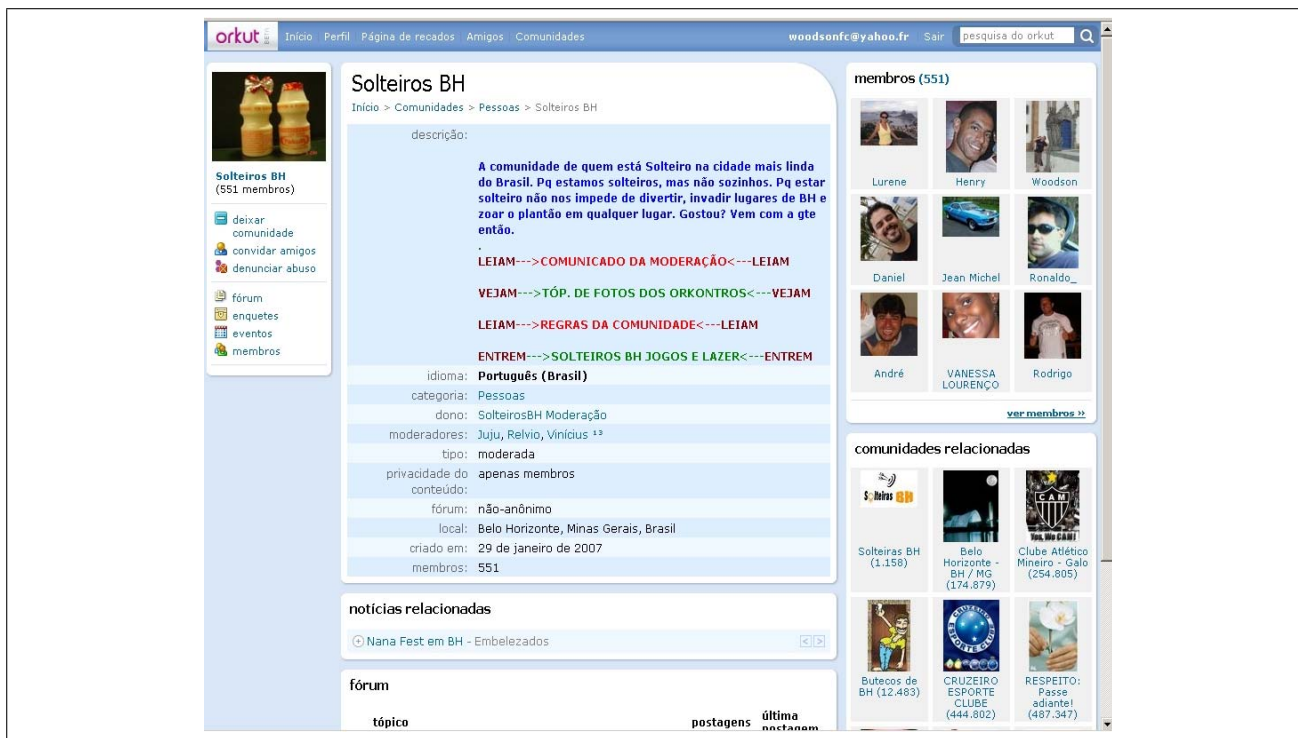 orkut BETA
Início Perfil Página de recados Amigos Comunidades
woodsonfc@yahoo.fr Sair pesquisa do orkut
Solteiros BH
(551 membros)
deixar
comunidade
convidar amigos
denunciar abuso
fórum
enquetes
eventos
membros
Solteiros BH
Início > Comunidades > Pessoas > Solteiros BH
descrição:
A comunidade de quem está Solteiro na cidade mais linda
do Brasil. Pq estamos solteiros, mas não sozinhos. Pq estar
solteiro não nos impede de divertir, invadir lugares de BH e
zoar o plantão em qualquer lugar. Gostou? Vem com a gte
então.
.
LEIAM--->COMUNICADO DA MODERAÇÃO<---LEIAM
VEJAM--->TÓP. DE FOTOS DOS ORKONTROS<---VEJAM
LEIAM--->REGRAS DA COMUNIDADE<---LEIAM
ENTREM--->SOLTEIROS BH JOGOS E LAZER<---ENTREM
idioma: Português (Brasil)
categoria: Pessoas
dono: SolteirosBH Moderação
moderadores: Juju, Relvio, Vinícius ¹³
tipo: moderada
privacidade do apenas membros
conteúdo:
fórum: não-anônimo
local: Belo Horizonte, Minas Gerais, Brasil
criado em: 29 de janeiro de 2007
membros: 551
notícias relacionadas
Nana Fest em BH - Embelezados
fórum
tópico postagens última
postagem
membros (551)
Lurene Henry Woodson
Daniel Jean Michel Ronaldo_
André VANESSA Rodrigo
LOURENÇO
ver membros »
comunidades relacionadas
Solteiras BH
CAM
Yes, We CAM!
Solteiras BH Belo Clube Atlético
(1.158) Horizonte - Mineiro - Galo
BH / MG (254.805)
(174.879)
CRUZEIRO
ESPORTE CLUBE
Butecos de CRUZEIRO RESPEITO:
BH (12.483) ESPORTE Passe
CLUBE adiante!
(444.802) (487.347)